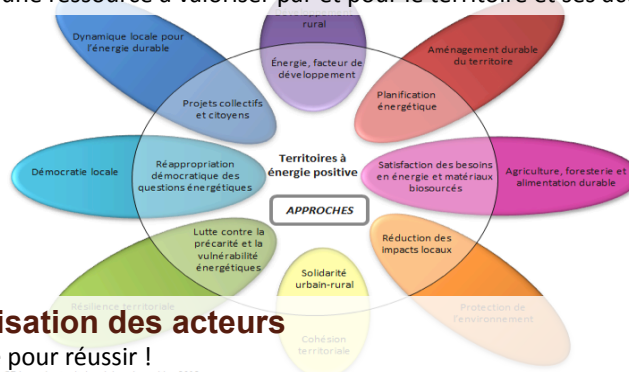 une ressource à valoriser par et pour le territoire et ses
Développement
rural
Dynamique locale pour
l'énergie durable
Énergie, facteur de
développement
Aménagement durable
du territoire
Projets collectifs
et citoyens
Planification
énergétique
Démocratie locale
Réappropriation
démocratique des
questions énergétiques
Territoires à
énergie positive
APPROCHES
Satisfaction des besoins
en énergie et matériaux
biosourcés
Agriculture, foresterie et
alimentation durable
Lutte contre la
précarité et la
vulnérabilité
énergétiques
Solidarité
urbain-rural
Réduction des
impacts locaux
Résilience territoriale
Cohésion
territoriale
Protection de
l'environnement
isation des acteurs
pour réussir !